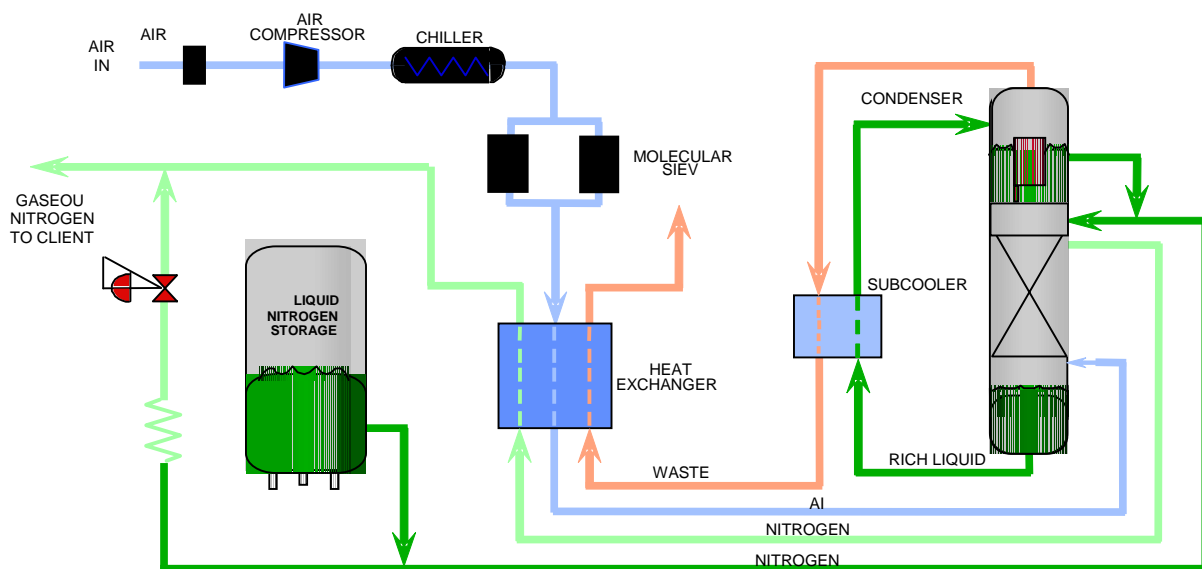 AIR
COMPRESSOR
AIR
CHILLER
AIR
IN
CONDENSER
MOLECULAR
SIEV
GASEOU
NITROGEN
TO CLIENT
SUBCOOLER
LIQUID
NITROGEN
STORAGE
HEAT
EXCHANGER
RICH LIQUID
WASTE
AI
NITROGEN
NITROGEN